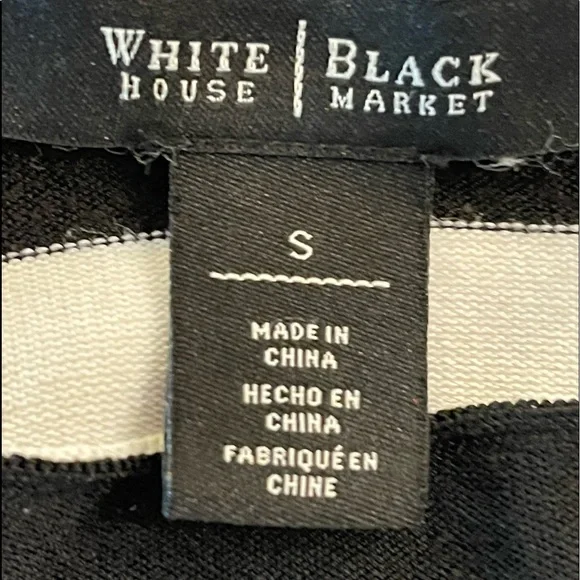 WHITE | BLACK
HOUSE | MARKET
S
MADE IN
CHINA
HECHO EN
CHINA
FABRIQUÉ EN
CHINE